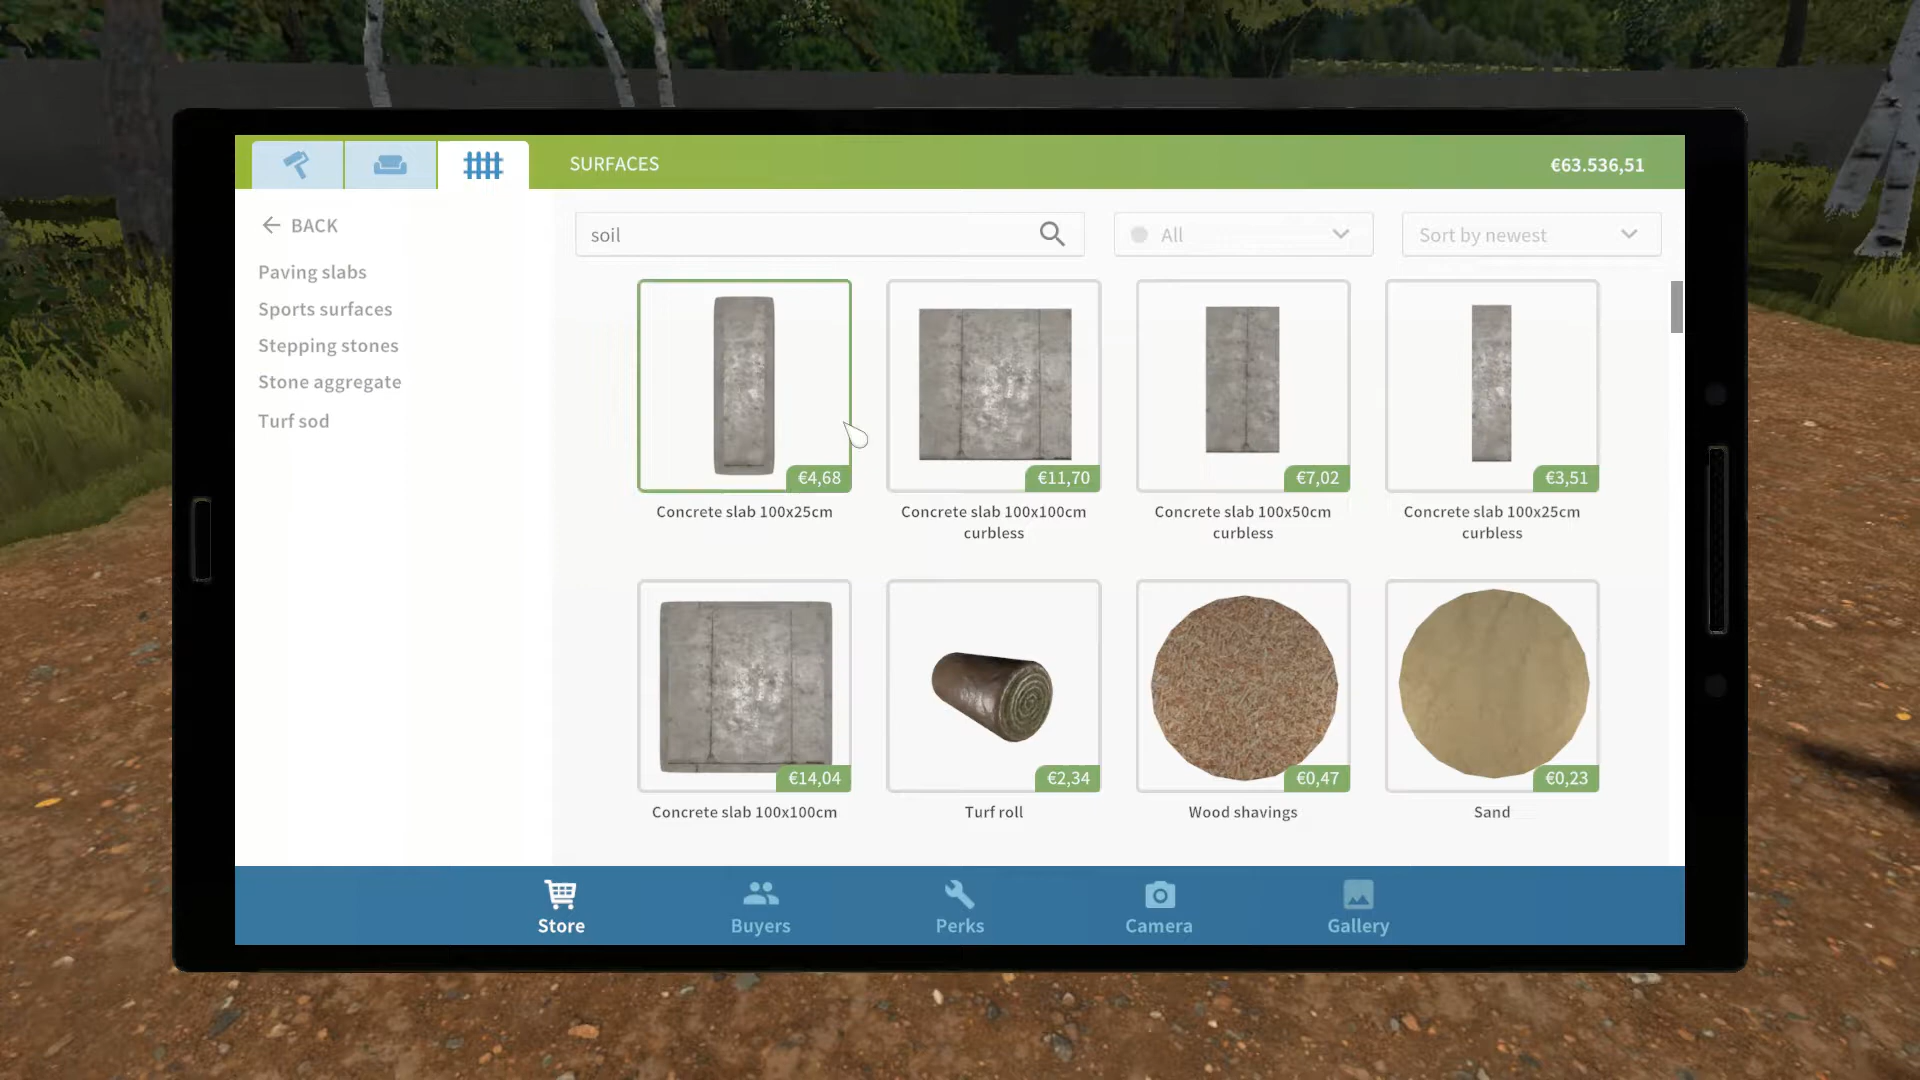 SURFACES
€63.536,51
BACK
Paving slabs
Sports surfaces
Stepping stones
Stone aggregate
Turf sod
soil
All
Sort by newest
€4,68
€11,70
€7,02
€3,51
Concrete slab 100x25cm
Concrete slab 100x100cm
curbless
Concrete slab 100x50cm
curbless
Concrete slab 100x25cm
curbless
€14,04
€2,34
€0,47
€0,23
Concrete slab 100x100cm
Turf roll
Wood shavings
Sand
Store
Buyers
Perks
Camera
Gallery